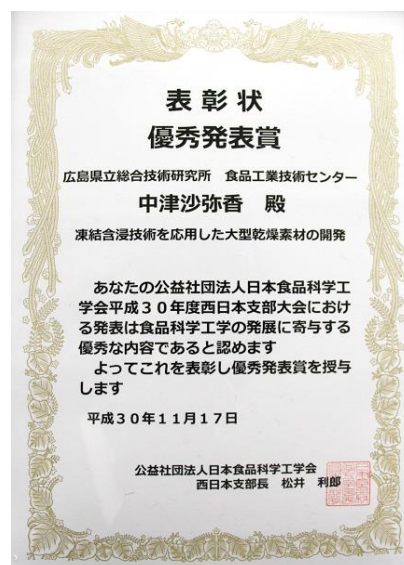 表彰状
優秀発表賞
広島県立総合技術研究所　食品工業技術センター
中津沙弥香　殿
凍結含浸技術を応用した大型乾燥素材の開発
あなたの公益社団法人日本食品科学工
学会平成３０年度西日本支部大会におけ
る発表は食品科学工学の発展に寄与する
優秀な内容であると認めます
よってこれを表彰し優秀発表賞を授与
します
平成３０年１１月１７日
公益社団法人日本食品科学工学会
西日本支部長　松井　利郎